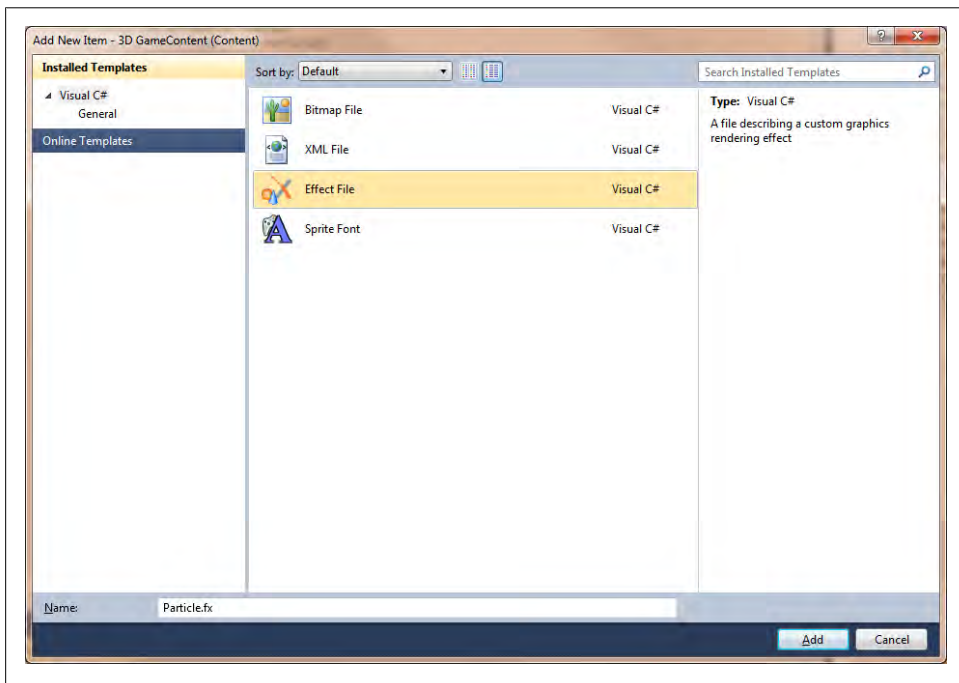 Add New Item - 3D GameContent (Content)
Installed Templates
Visual C#
General
Online Templates
Sort by: Default
Search Installed Templates
Bitmap File Visual C#
XML File Visual C#
Effect File Visual C#
Sprite Font Visual C#
Type: Visual C#
A file describing a custom graphics
rendering effect
Name: Particle.fx
Add Cancel